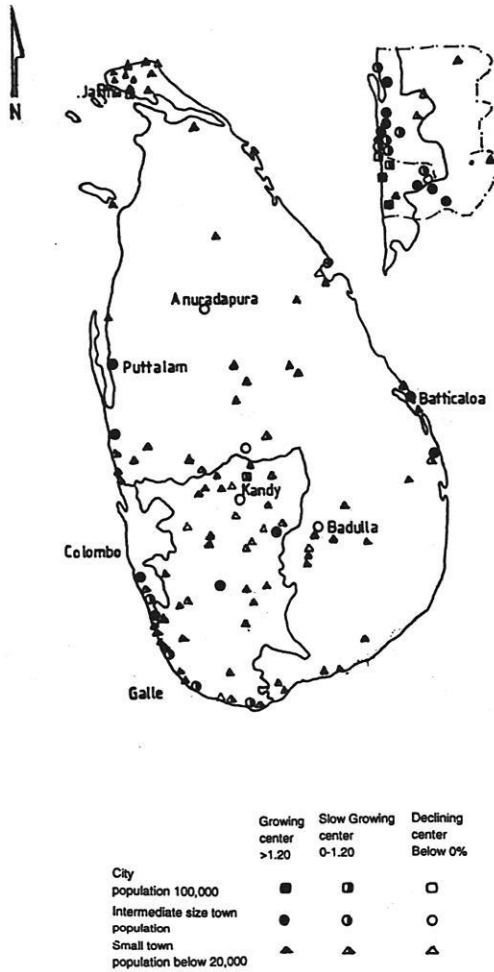 N
Jaffna
Anuradapura
Puttalam
Batticaloa
Kandy
Badulla
Colombo
Galle
Growing center >1.20
Slow Growing center 0-1.20
Declining center Below 0%
City population 100,000
Intermediate size town population
Small town population below 20,000